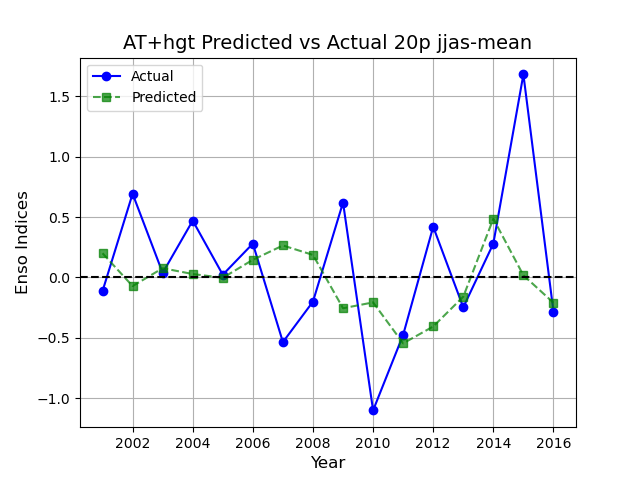 AT+hgt Predicted vs Actual 20p jjas-mean
Actual
Predicted
Enso Indices
1.5
1.0
0.5
0.0
−0.5
−1.0
2002 2004 2006 2008 2010 2012 2014 2016
Year